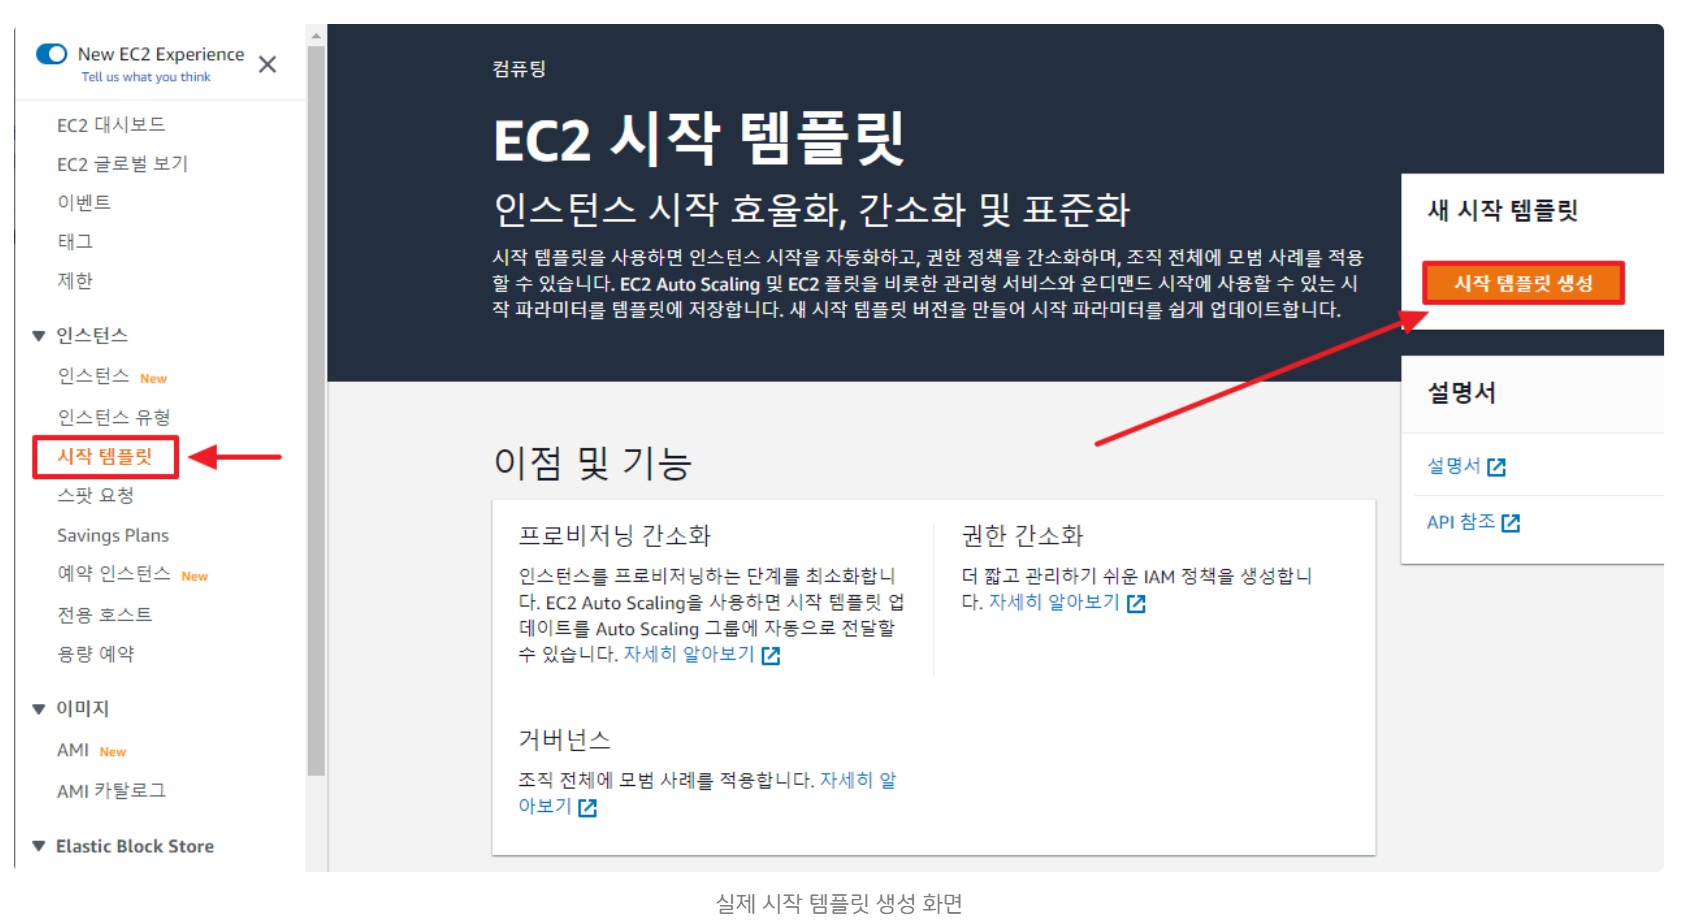 New EC2 Experience
Tell us what you think
EC2 대시보드
EC2 글로벌 보기
이벤트
태그
제한
인스턴스
인스턴스 New
인스턴스 유형
시작 템플릿
스팟 요청
Savings Plans
예약 인스턴스 New
전용 호스트
용량 예약
이미지
AMI New
AMI 카탈로그
Elastic Block Store
컴퓨팅
EC2 시작 템플릿
인스턴스 시작 효율화, 간소화 및 표준화
시작 템플릿을 사용하면 인스턴스 시작을 자동화하고, 권한 정책을 간소화하며, 조직 전체에 모범 사례를 적용
할 수 있습니다. EC2 Auto Scaling 및 EC2 플릿을 비롯한 관리형 서비스와 온디맨드 시작에 사용할 수 있는 시
작 파라미터를 템플릿에 저장합니다. 새 시작 템플릿 버전을 만들어 시작 파라미터를 쉽게 업데이트합니다.
새 시작 템플릿
시작 템플릿 생성
설명서
설명서
API 참조
이점 및 기능
프로비저닝 간소화
인스턴스를 프로비저닝하는 단계를 최소화합니
다. EC2 Auto Scaling을 사용하면 시작 템플릿 업
데이트를 Auto Scaling 그룹에 자동으로 전달할
수 있습니다. 자세히 알아보기
권한 간소화
더 짧고 관리하기 쉬운 IAM 정책을 생성합니
다. 자세히 알아보기
거버넌스
조직 전체에 모범 사례를 적용합니다. 자세히 알
아보기
실제 시작 템플릿 생성 화면